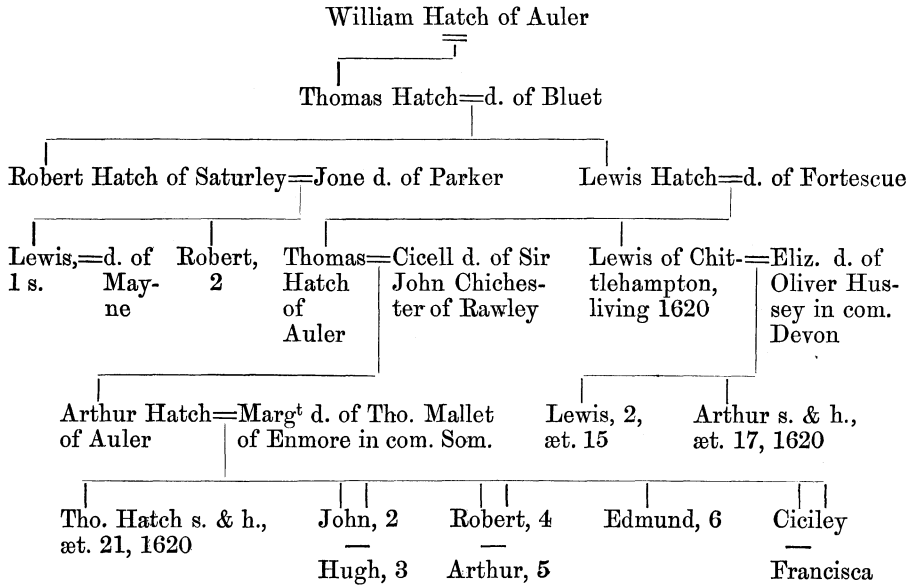 William Hatch of Auler
Thomas Hatch=d. of Bluet
Robert Hatch of Saturley=Jone d. of Parker
Lewis Hatch=d. of Fortescue
Lewis,=d. of
1 s. May-
ne
Robert,
2
Thomas=Cicell d. of Sir
Hatch John Chiches-
of ter of Rawley
Auler
Lewis of Chit-=Eliz. d. of
tlehampton, Oliver Hus-
living 1620 sey in com.
Devon
Arthur Hatch=Margᵗ d. of Tho. Mallet
of Auler of Enmore in com. Som.
Lewis, 2,
æt. 15
Arthur s. & h.,
æt. 17, 1620
Tho. Hatch s. & h.,
æt. 21, 1620
John, 2
—
Hugh, 3
Robert, 4
—
Arthur, 5
Edmund, 6
Ciciley
—
Francisca